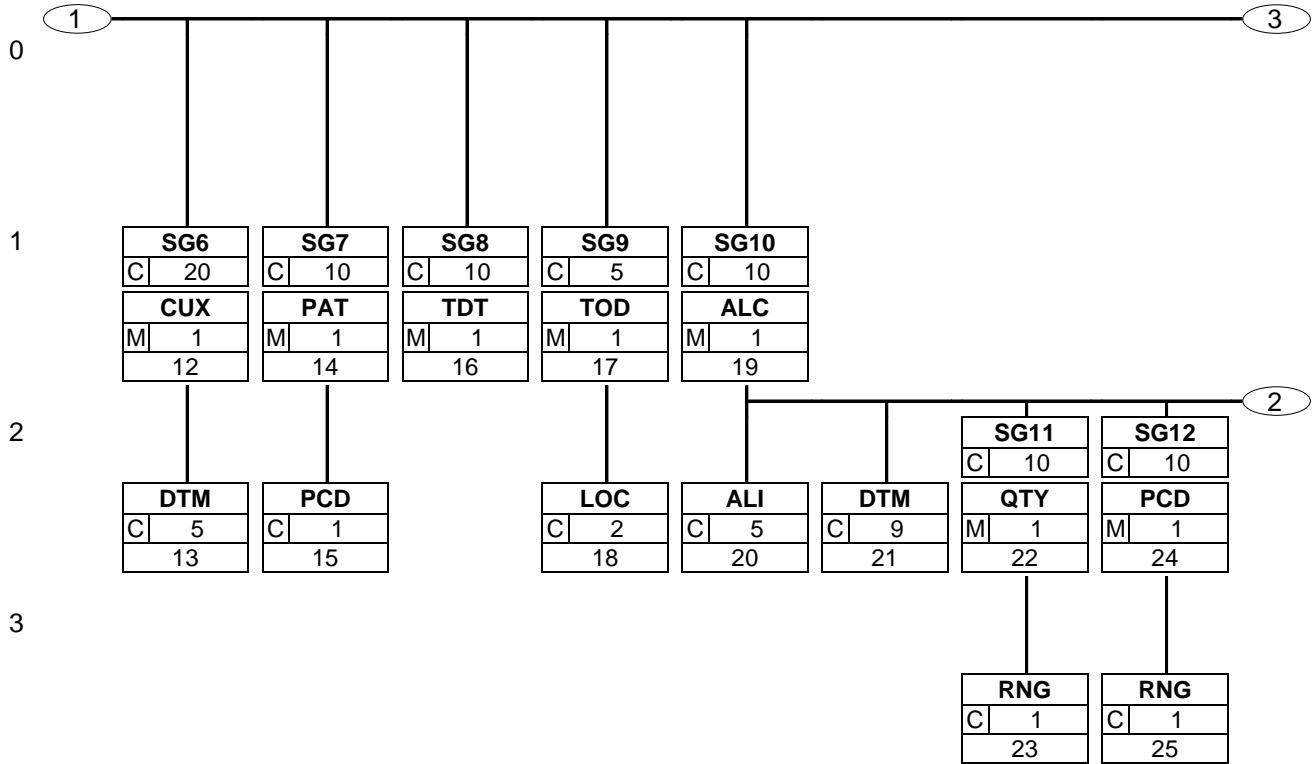 1 3
0
1
SG6 SG7 SG8 SG9 SG10
C 20 C 10 C 10 C 5 C 10
CUX PAT TDT TOD ALC
M 1 M 1 M 1 M 1 M 1
12 14 16 17 19
2
2
SG11 SG12
C 10 C 10
DTM PCD LOC ALI DTM QTY PCD
C 5 C 1 C 2 C 5 C 9 M 1 M 1
13 15 18 20 21 22 24
3
RNG RNG
C 1 C 1
23 25